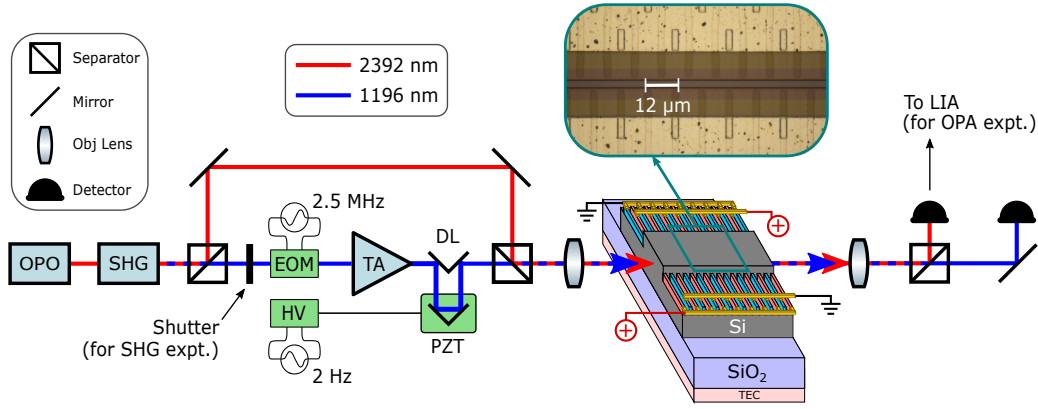 Separator
Mirror
Obj Lens
Detector
2392 nm
1196 nm
12 μm
To LIA
(for OPA expt.)
2.5 MHz
DL
OPO
SHG
EOM
TA
HV
PZT
Shutter
(for SHG expt.)
2 Hz
Si
SiO₂
TEC